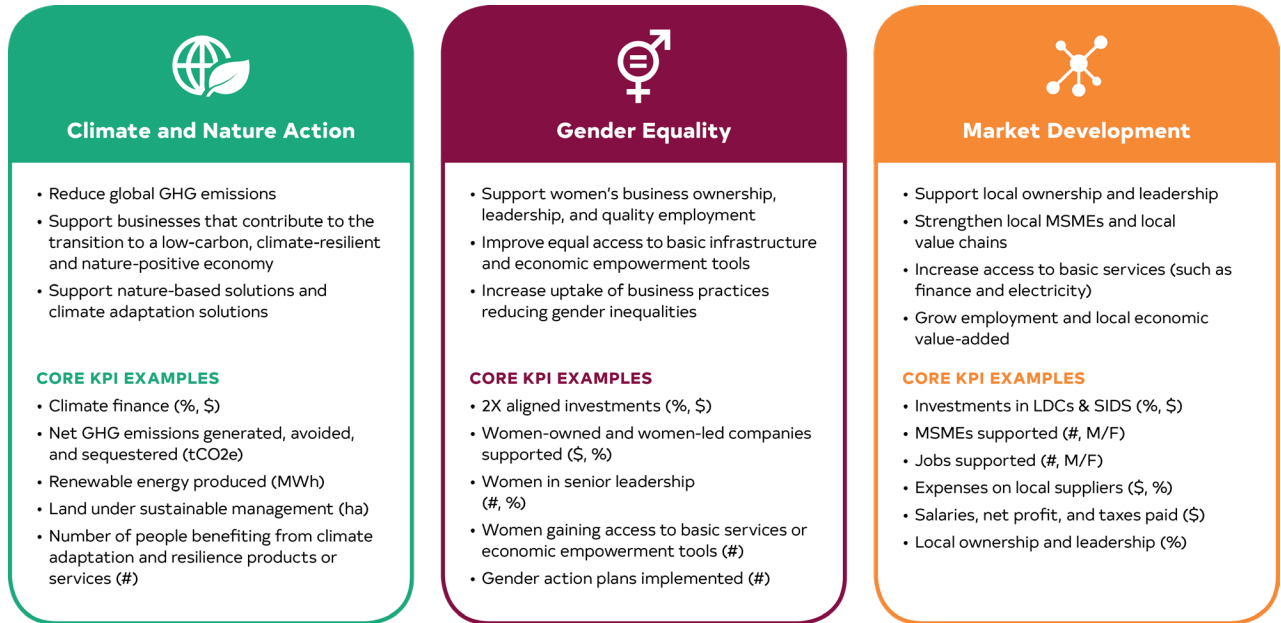 Climate and Nature Action
• Reduce global GHG emissions
• Support businesses that contribute to the
transition to a low-carbon, climate-resilient
and nature-positive economy
• Support nature-based solutions and
climate adaptation solutions
CORE KPI EXAMPLES
• Climate finance (%, $)
• Net GHG emissions generated, avoided,
and sequestered (tCO2e)
• Renewable energy produced (MWh)
• Land under sustainable management (ha)
• Number of people benefiting from climate
adaptation and resilience products or
services (#)
Gender Equality
• Support women's business ownership,
leadership, and quality employment
• Improve equal access to basic infrastructure
and economic empowerment tools
• Increase uptake of business practices
reducing gender inequalities
CORE KPI EXAMPLES
• 2X aligned investments (%, $)
• Women-owned and women-led companies
supported ($, %)
• Women in senior leadership
(#, %)
• Women gaining access to basic services or
economic empowerment tools (#)
• Gender action plans implemented (#)
Market Development
• Support local ownership and leadership
• Strengthen local MSMEs and local
value chains
• Increase access to basic services (such as
finance and electricity)
• Grow employment and local economic
value-added
CORE KPI EXAMPLES
• Investments in LDCs & SIDS (%, $)
• MSMEs supported (#, M/F)
• Jobs supported (#, M/F)
• Expenses on local suppliers ($, %)
• Salaries, net profit, and taxes paid ($)
• Local ownership and leadership (%)